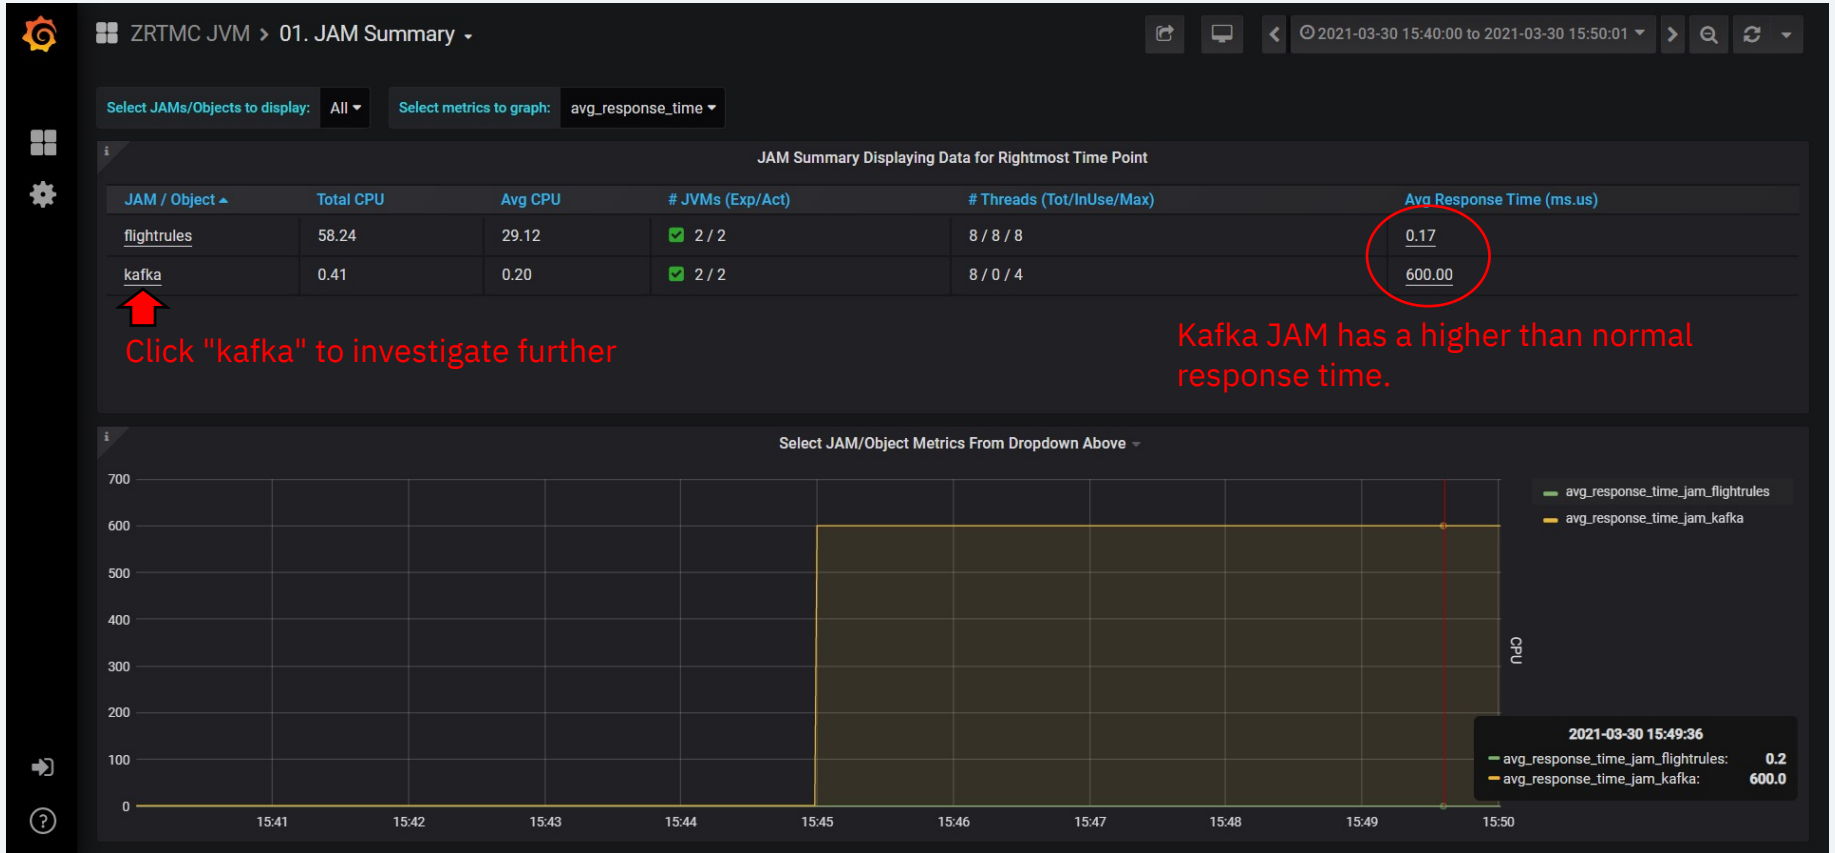 ZRTMC JVM > 01. JAM Summary
2021-03-30 15:40:00 to 2021-03-30 15:50:01
Select JAMs/Objects to display: All Select metrics to graph: avg_response_time
i
JAM Summary Displaying Data for Rightmost Time Point
JAM / Object Total CPU Avg CPU # JVMs (Exp/Act) # Threads (Tot/InUse/Max) Avg Response Time (ms.us)
flightrules 58.24 29.12 2 / 2 8 / 8 / 8 0.17
kafka 0.41 0.20 2 / 2 8 / 0 / 4 600.00
Click "kafka" to investigate further
Kafka JAM has a higher than normal
response time.
i
Select JAM/Object Metrics From Dropdown Above
700
600
500
400
300
200
100
0
15:41 15:42 15:43 15:44 15:45 15:46 15:47 15:48 15:49 15:50
CPU
avg_response_time_jam_flightrules
avg_response_time_jam_kafka
2021-03-30 15:49:36
avg_response_time_jam_flightrules: 0.2
avg_response_time_jam_kafka: 600.0
?